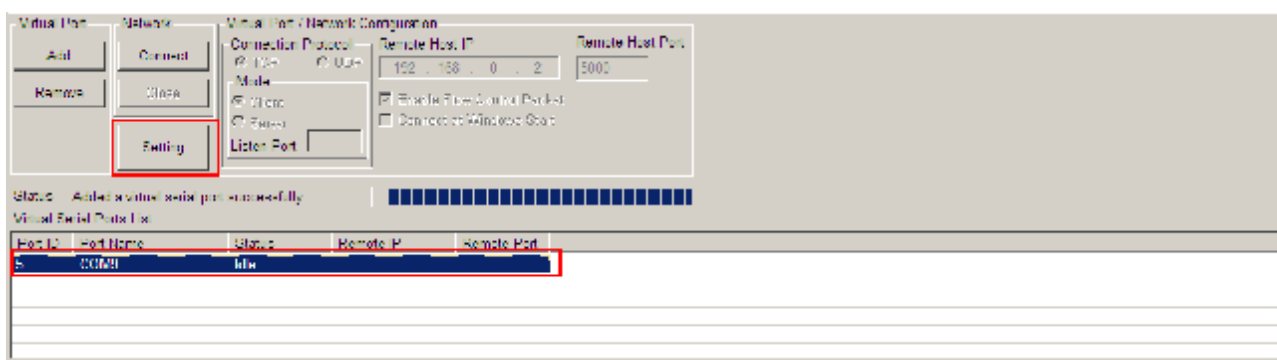 Virtual Port
Network
Virtual Port / Network Configuration
Add
Connect
Connection Protocol
Remote Host IP
Remote Host Port
TCP
UDP
192 . 168 . 0 . 2
5000
Remove
Close
Mode
Client
Enable Flow Control Packet
Server
Connect at Windows Start
Setting
Listen Port
Status
Added a virtual serial port successfully
Virtual Serial Ports List
Port ID
Port Name
Status
Remote IP
Remote Port
5
Idle